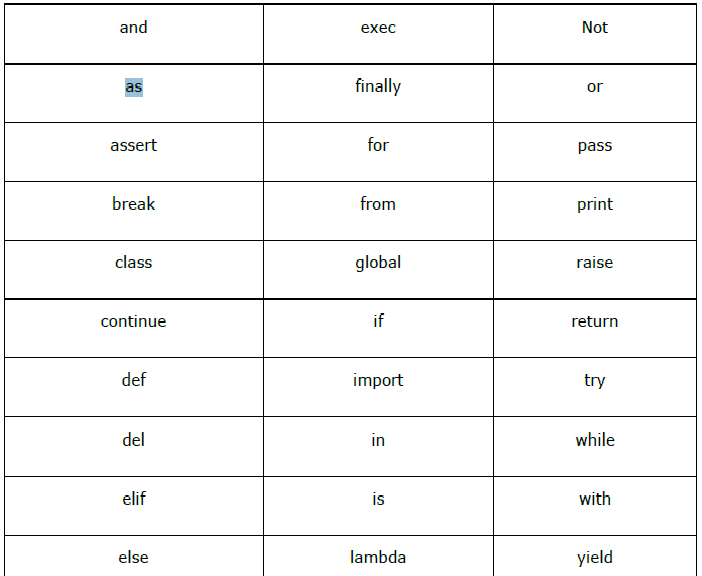 and exec Not
as finally or
assert for pass
break from print
class global raise
continue if return
def import try
del in while
elif is with
else lambda yield